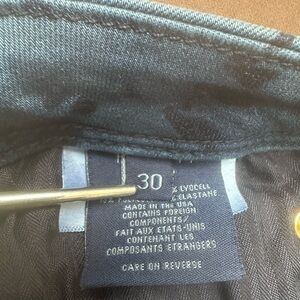 30
% LYOCELL
% ELASTANE.
MADE IN THE USA
CONTAINS FOREIGN
COMPONENTS/
FAIT AUX ETATS-UNIS
CONTENANT LES
COMPOSANTS ETRANGERS
CARE ON REVERSE